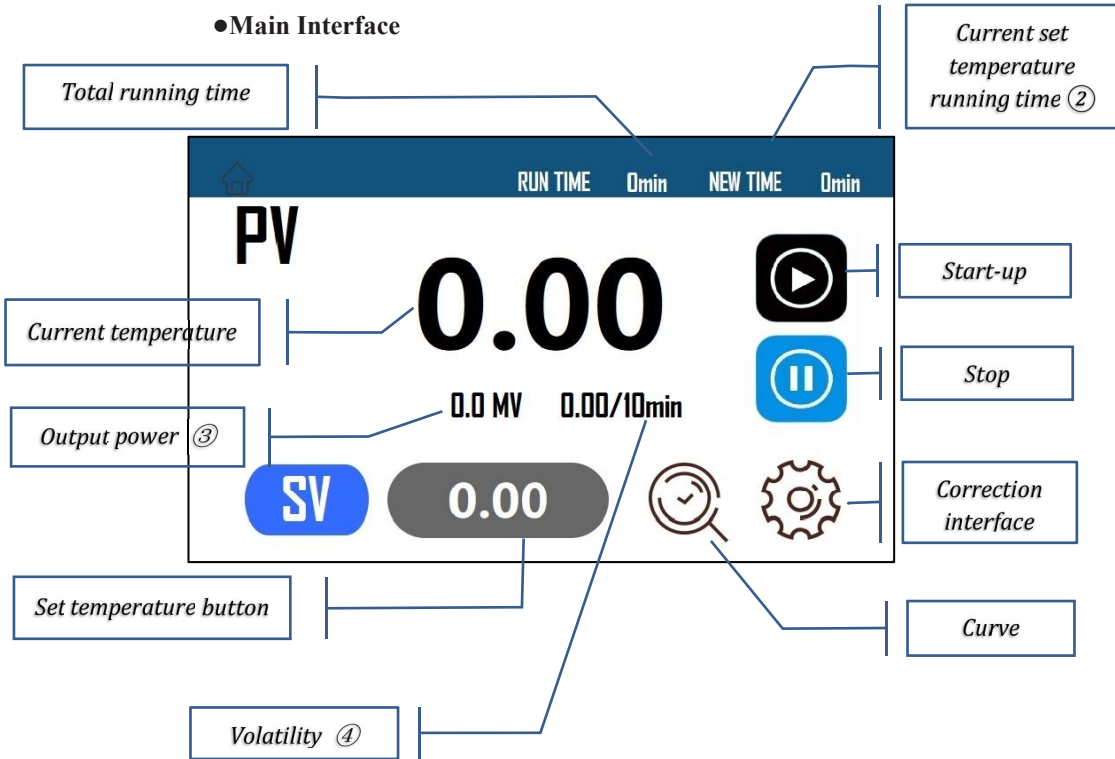 ●Main Interface
Current set
temperature
running time ②
Total running time
RUN TIME 0min NEW TIME 0min
PV
0.00
Start-up
Current temperature
Stop
0.0 MV 0.00/10min
Output power ③
SV
0.00
Correction
interface
Set temperature button
Curve
Volatility ④